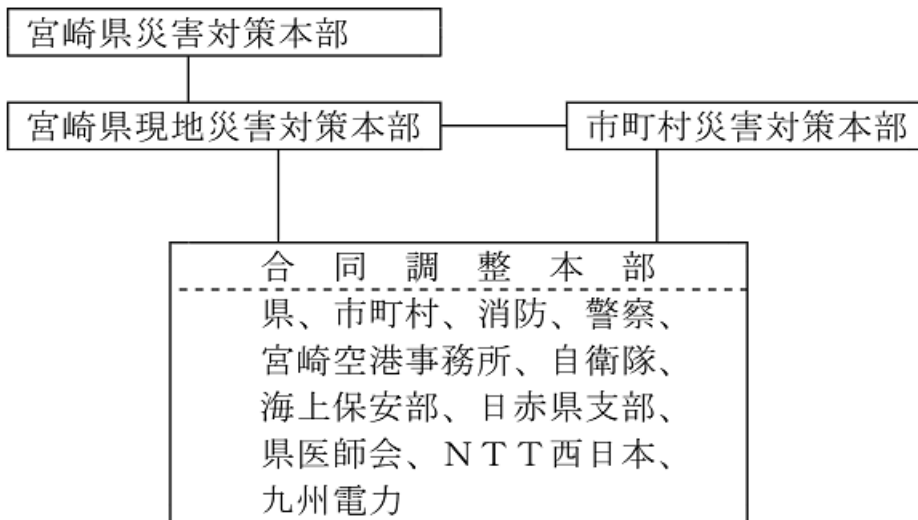 宮崎県災害対策本部
宮崎県現地災害対策本部
市町村災害対策本部
合同調整本部
県、市町村、消防、警察、
宮崎空港事務所、自衛隊、
海上保安部、日赤県支部、
県医師会、ＮＴＴ西日本、
九州電力